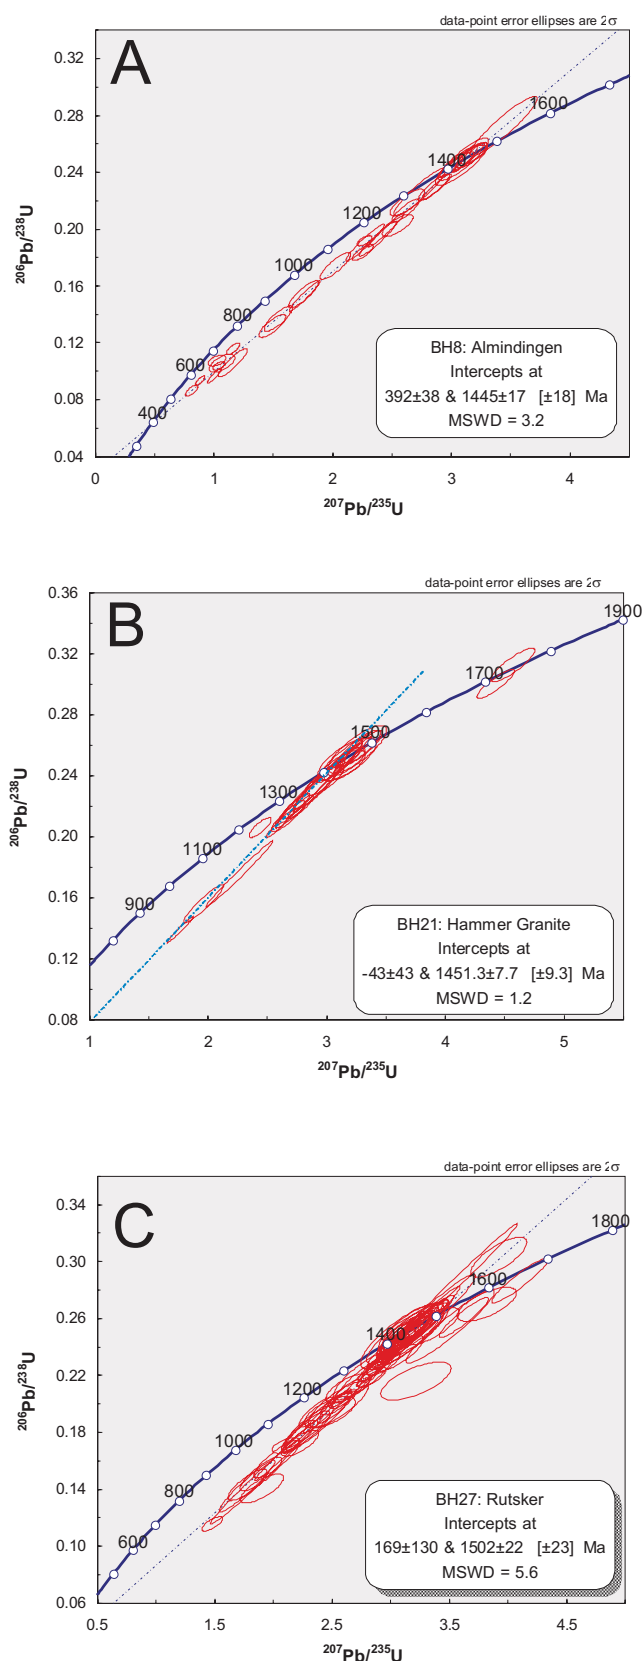 data-point error ellipses are 2σ
A
0.32
0.28
0.24
0.20
0.16
0.12
0.08
0.04
206Pb/238U
1600
1400
1200
1000
800
600
400
BH8: Almindingen
Intercepts at
392±38 & 1445±17 [±18] Ma
MSWD = 3.2
0 1 2 3 4
207Pb/235U
data-point error ellipses are 2σ
B
0.36
0.32
0.28
0.24
0.20
0.16
0.12
0.08
206Pb/238U
1900
1700
1500
1300
1100
900
BH21: Hammer Granite
Intercepts at
-43±43 & 1451.3±7.7 [±9.3] Ma
MSWD = 1.2
1 2 3 4 5
207Pb/235U
data-point error ellipses are 2σ
C
0.34
0.30
0.26
0.22
0.18
0.14
0.10
0.06
206Pb/238U
1800
1600
1400
1200
1000
800
600
BH27: Rutsker
Intercepts at
169±130 & 1502±22 [±23] Ma
MSWD = 5.6
0.5 1.5 2.5 3.5 4.5
207Pb/235U